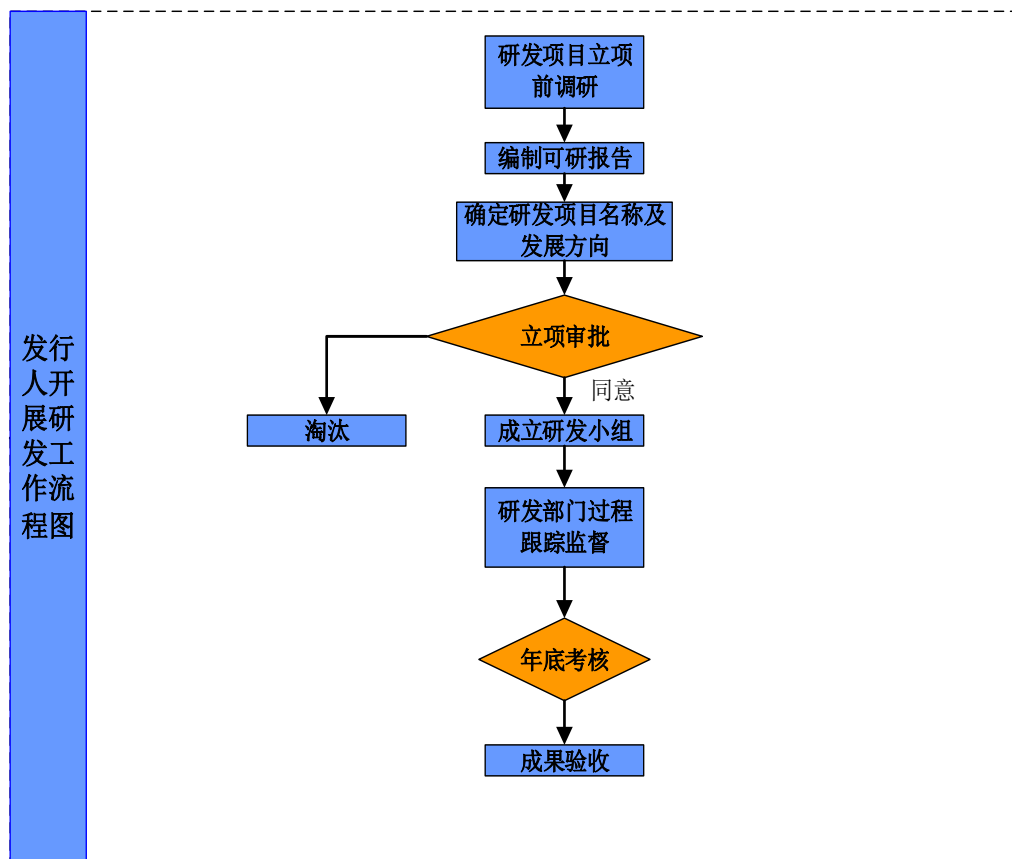 发行
人开
展研
发工
作流
程图
研发项目立项
前调研
编制可研报告
确定研发项目名称及
发展方向
立项审批
同意
淘汰
成立研发小组
研发部门过程
跟踪监督
年底考核
成果验收